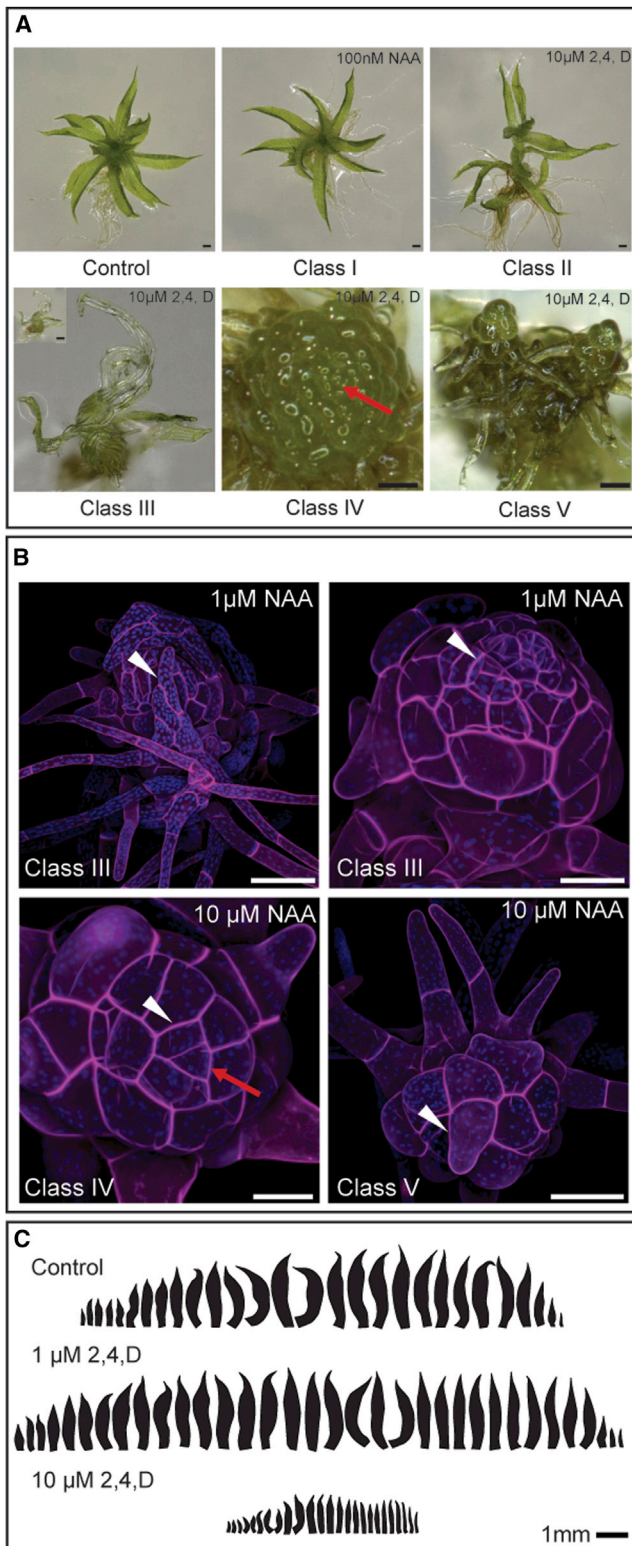 A
100nM NAA
10µM 2,4, D
Control
Class I
Class II
10µM 2,4, D
10µM 2,4, D
10µM 2,4, D
Class III
Class IV
Class V
B
1µM NAA
1µM NAA
Class III
Class III
10 µM NAA
10 µM NAA
Class IV
Class V
C
Control
1 µM 2,4,D
10 µM 2,4,D
1mm